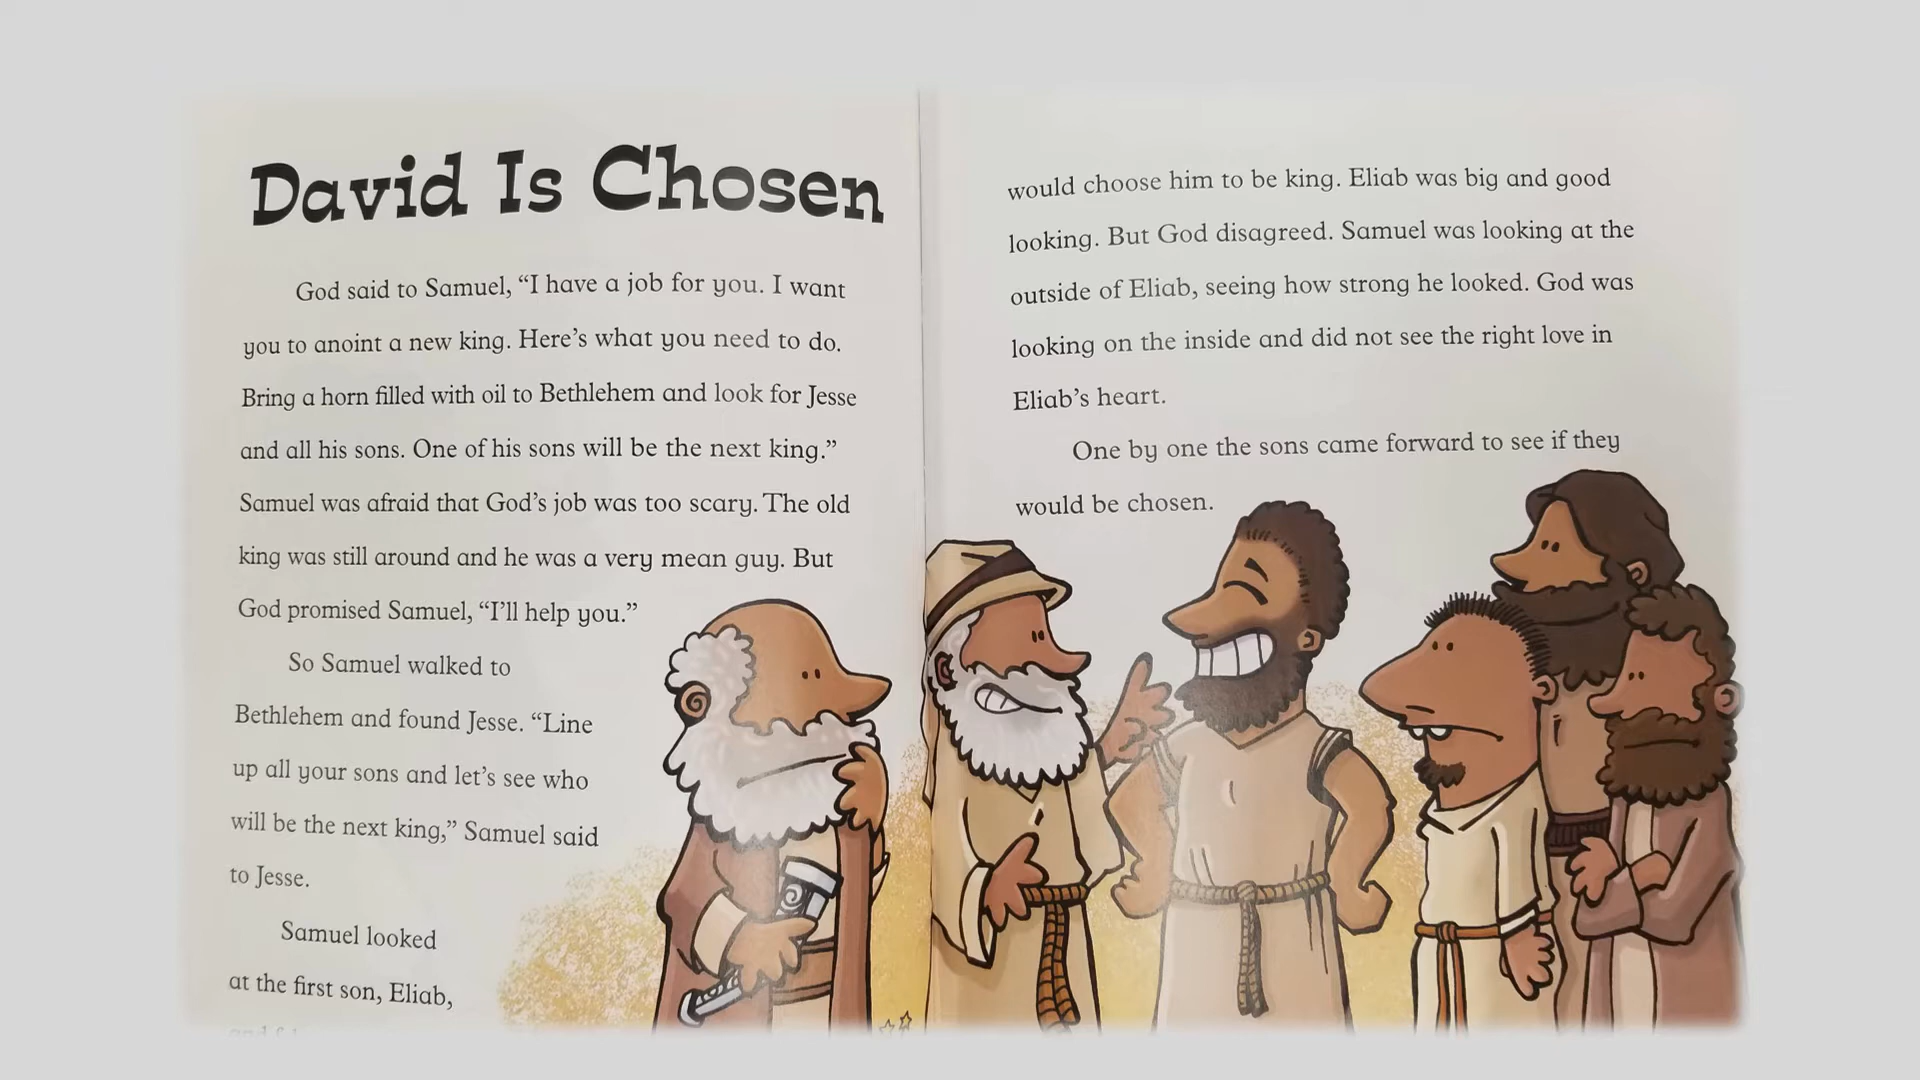 David Is Chosen
God said to Samuel, “I have a job for you. I want
you to anoint a new king. Here’s what you need to do.
Bring a horn filled with oil to Bethlehem and look for Jesse
and all his sons. One of his sons will be the next king.”
Samuel was afraid that God’s job was too scary. The old
king was still around and he was a very mean guy. But
God promised Samuel, “I’ll help you.”
So Samuel walked to
Bethlehem and found Jesse. “Line
up all your sons and let’s see who
will be the next king,” Samuel said
to Jesse.
Samuel looked
at the first son, Eliab,
would choose him to be king. Eliab was big and good
looking. But God disagreed. Samuel was looking at the
outside of Eliab, seeing how strong he looked. God was
looking on the inside and did not see the right love in
Eliab’s heart.
One by one the sons came forward to see if they
would be chosen.